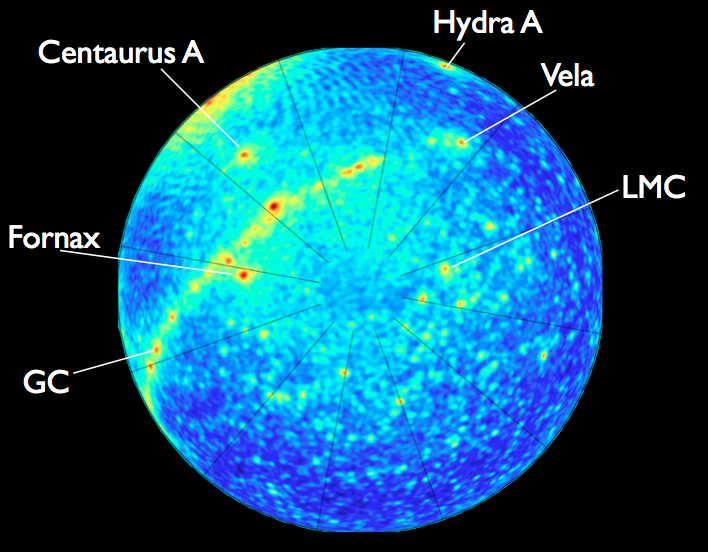 Hydra A
Centaurus A
Vela
LMC
Fornax
GC